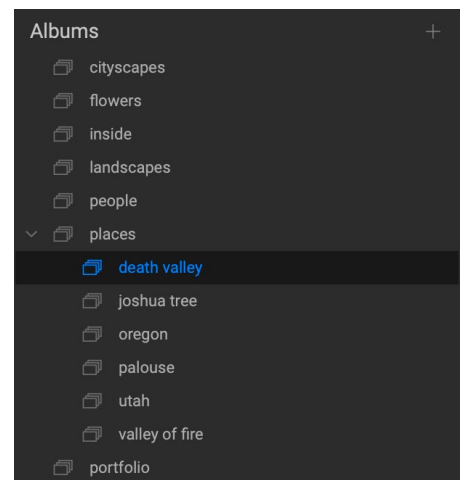 Albums
cityscapes
flowers
inside
landscapes
people
places
death valley
joshua tree
oregon
palouse
utah
valley of fire
portfolio